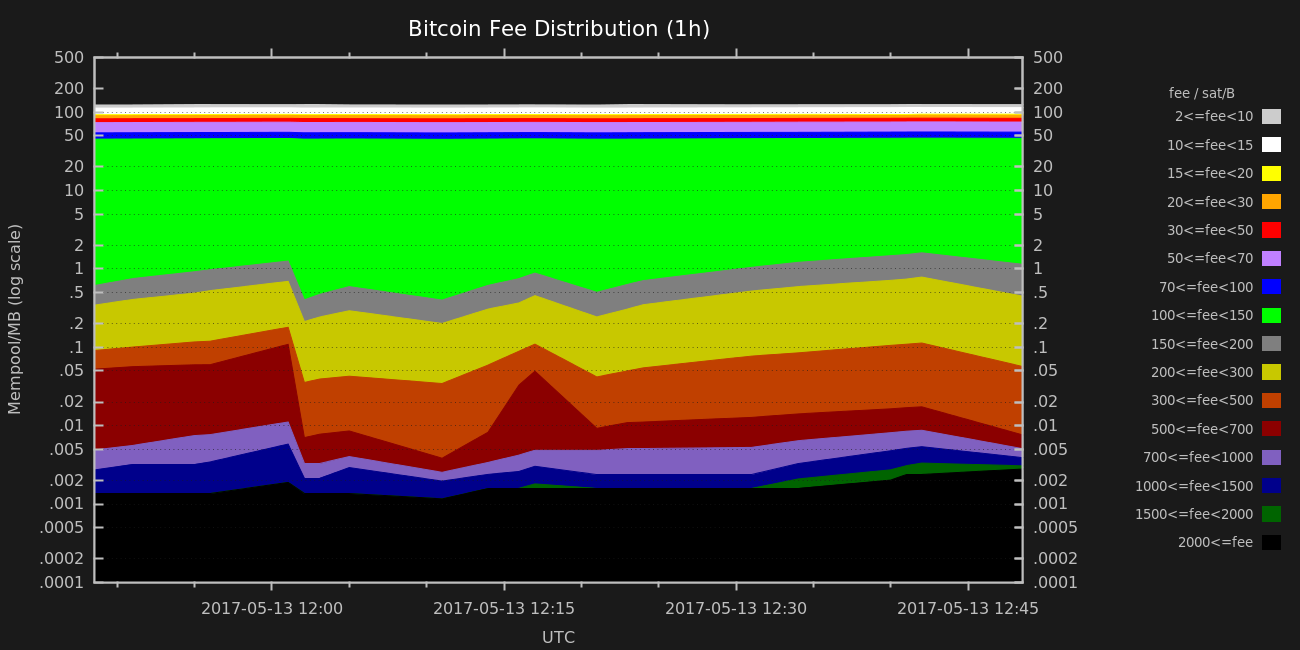 Bitcoin Fee Distribution (1h)
500
200
100
50
20
10
5
2
1
.5
.2
.1
.05
.02
.01
.005
.002
.001
.0005
.0002
.0001
Mempool/MB (log scale)
500
200
100
50
20
10
5
2
1
.5
.2
.1
.05
.02
.01
.005
.002
.001
.0005
.0002
.0001
fee / sat/B
2<=fee<10
10<=fee<15
15<=fee<20
20<=fee<30
30<=fee<50
50<=fee<70
70<=fee<100
100<=fee<150
150<=fee<200
200<=fee<300
300<=fee<500
500<=fee<700
700<=fee<1000
1000<=fee<1500
1500<=fee<2000
2000<=fee
2017-05-13 12:00 2017-05-13 12:15 2017-05-13 12:30 2017-05-13 12:45
UTC